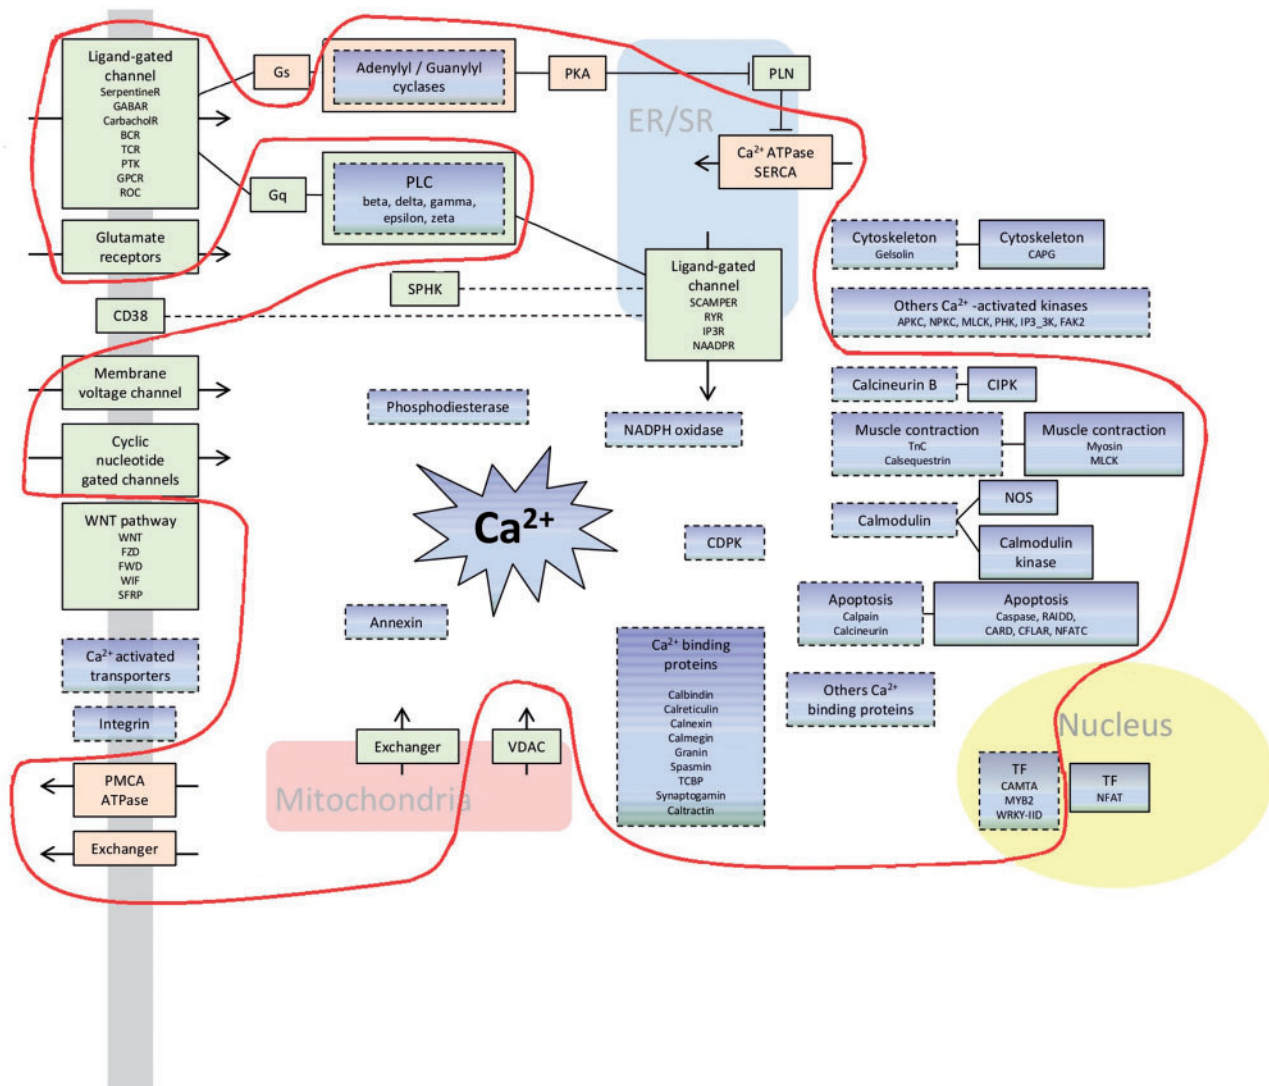 Ligand-gated
channel
SerpentineR
GABAR
CarbacholR
BCR
TCR
PTK
GPCR
ROC
Glutamate
receptors
CD38
Membrane
voltage channel
Cyclic
nucleotide
gated channels
WNT pathway
WNT
FZD
FWD
WIF
SFRP
Ca²⁺ activated
transporters
Integrin
PMCA
ATPase
Exchanger
Gs
Adenylyl / Guanylyl
cyclases
PKA
PLN
ER/SR
Ca²⁺ ATPase
SERCA
Gq
PLC
beta, delta, gamma,
epsilon, zeta
SPHK
Ligand-gated
channel
SCAMPER
RYR
IP3R
NAADPR
Phosphodiesterase
NADPH oxidase
Ca²⁺
CDPK
Annexin
Exchanger
VDAC
Mitochondria
Ca²⁺ binding
proteins
Calbindin
Calreticulin
Calnexin
Calmegin
Granin
Spasmin
TCBP
Synaptogamin
Caltractin
Others Ca²⁺
binding proteins
Cytoskeleton
Gelsolin
Cytoskeleton
CAPG
Others Ca²⁺ -activated kinases
APKC, NPKC, MLCK, PHK, IP3_3K, FAK2
Calcineurin B
CIPK
Muscle contraction
TnC
Calsequestrin
Muscle contraction
Myosin
MLCK
Calmodulin
NOS
Calmodulin
kinase
Apoptosis
Calpain
Calcineurin
Apoptosis
Caspase, RAIDD,
CARD, CFLAR, NFATC
Nucleus
TF
CAMTA
MYB2
WRKY-IID
TF
NFAT